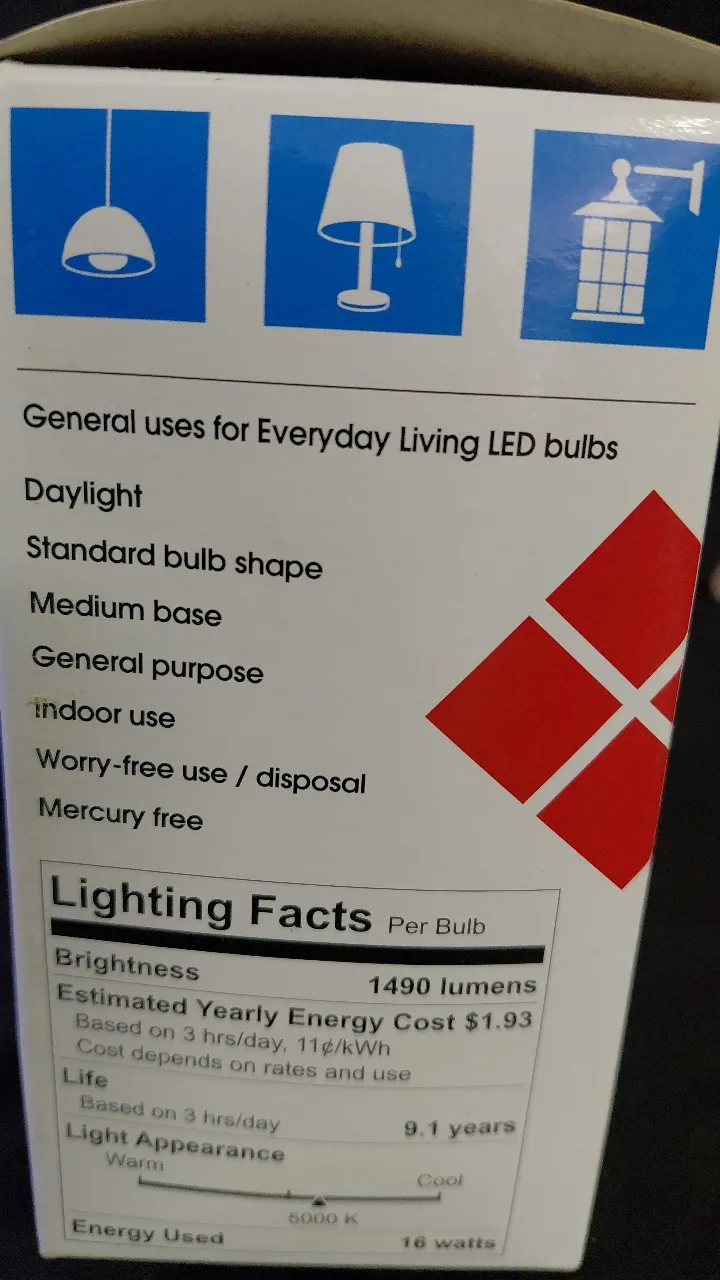 General uses for Everyday Living LED bulbs
Daylight
Standard bulb shape
Medium base
General purpose
Indoor use
Worry-free use / disposal
Mercury free
Lighting Facts Per Bulb
Brightness 1490 lumens
Estimated Yearly Energy Cost $1.93
Based on 3 hrs/day, 11¢/kWh
Cost depends on rates and use
Life
Based on 3 hrs/day 9.1 years
Light Appearance
Warm Cool
5000 K
Energy Used 16 watts